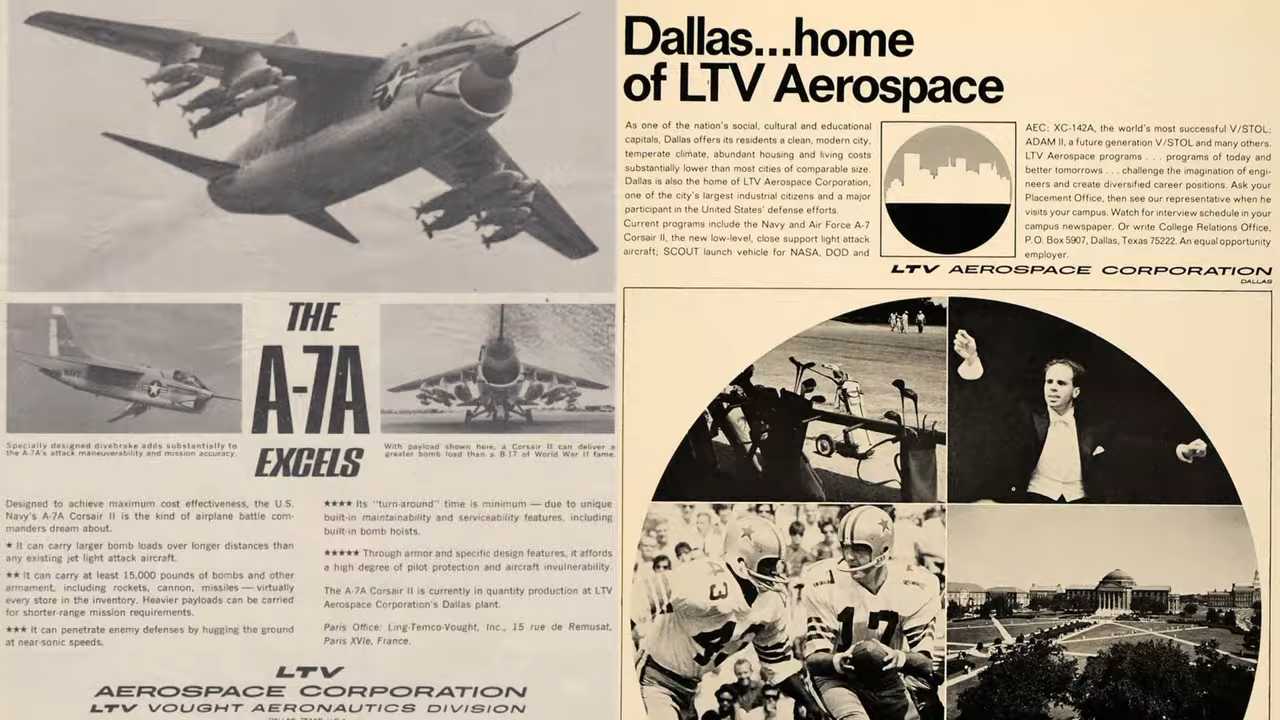 THE
A-7A
EXCELS
Specially designed divebrake adds substantially to
the A-7A's attack maneuverability and mission accuracy.
With payload shown here, a Corsair II can deliver a
greater bomb load than a B-17 of World War II fame.
Designed to achieve maximum cost effectiveness, the U.S.
Navy's A-7A Corsair II is the kind of airplane battle com-
manders dream about.
★ It can carry larger bomb loads over longer distances than
any existing jet light attack aircraft.
★★ It can carry at least 15,000 pounds of bombs and other
armament, including rockets, cannon, missiles — virtually
every store in the inventory. Heavier payloads can be carried
for shorter-range mission requirements.
★★★ It can penetrate enemy defenses by hugging the ground
at near-sonic speeds.
★★★★ Its "turn-around" time is minimum — due to unique
built-in maintainability and serviceability features, including
built-in bomb hoists.
★★★★★ Through armor and specific design features, it affords
a high degree of pilot protection and aircraft invulnerability.
The A-7A Corsair II is currently in quantity production at LTV
Aerospace Corporation's Dallas plant.
Paris Office: Ling-Temco-Vought, Inc., 15 rue de Remusat,
Paris XVIe, France.
LTV
AEROSPACE CORPORATION
LTV VOUGHT AERONAUTICS DIVISION
Dallas...home
of LTV Aerospace
As one of the nation's social, cultural and educational
capitals, Dallas offers its residents a clean, modern city,
temperate climate, abundant housing and living costs
substantially lower than most cities of comparable size.
Dallas is also the home of LTV Aerospace Corporation,
one of the city's largest industrial citizens and a major
participant in the United States' defense efforts.
Current programs include the Navy and Air Force A-7
Corsair II, the new low-level, close support light attack
aircraft; SCOUT launch vehicle for NASA, DOD and
AEC; XC-142A, the world's most successful V/STOL;
ADAM II, a future generation V/STOL and many others.
LTV Aerospace programs . . . programs of today and
better tomorrows . . . challenge the imagination of engi-
neers and create diversified career positions. Ask your
Placement Office, then see our representative when he
visits your campus. Watch for interview schedule in your
campus newspaper. Or write College Relations Office,
P.O. Box 5907, Dallas, Texas 75222. An equal opportunity
employer.
LTV AEROSPACE CORPORATION
DALLAS
43
17